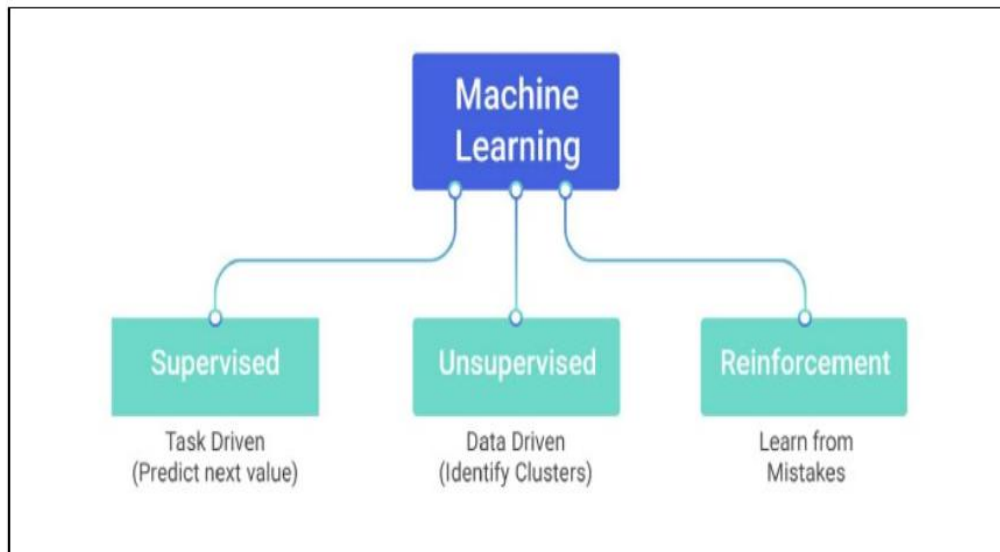 Machine
Learning
Supervised
Unsupervised
Reinforcement
Task Driven
(Predict next value)
Data Driven
(Identify Clusters)
Learn from
Mistakes